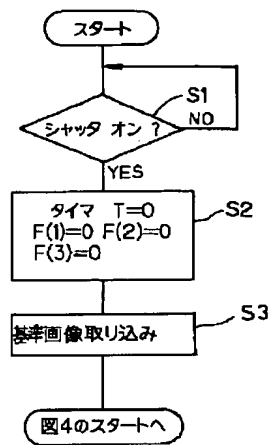 スタート
シャッタ オン ?
S1
NO
YES
タイマ T=0
F(1)=0 F(2)=0
F(3)=0
S2
基準画像取り込み
S3
図4のスタートへ